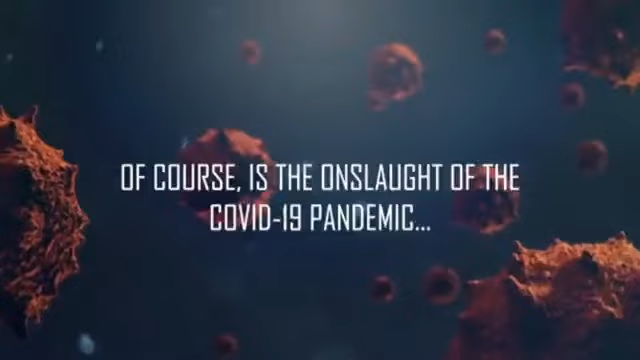 OF COURSE, IS THE ONSLAUGHT OF THE
COVID-19 PANDEMIC...